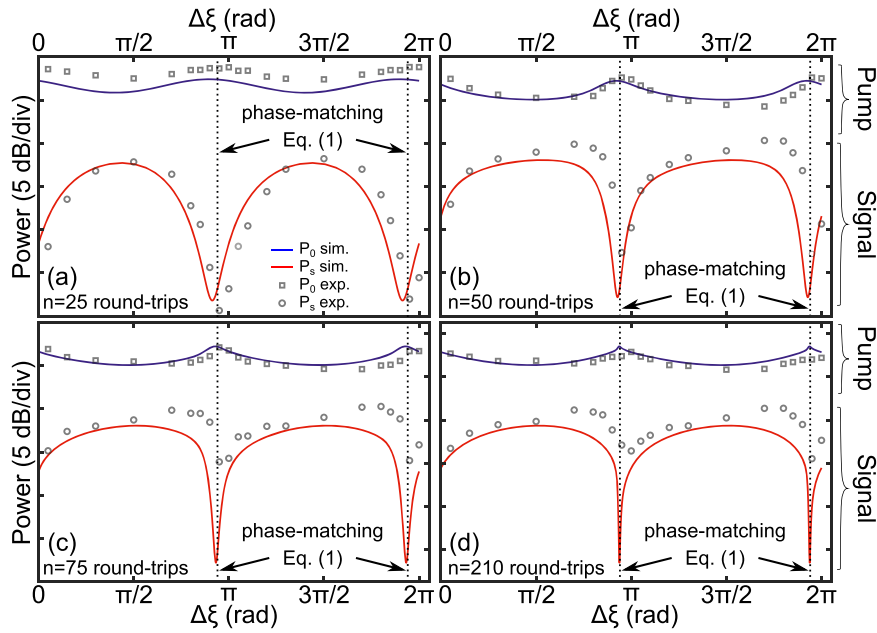 Δξ (rad)
Δξ (rad)
0 π/2 π 3π/2 2π
0 π/2 π 3π/2 2π
Power (5 dB/div)
phase-matching
Eq. (1)
P₀ sim.
Pₛ sim.
P₀ exp.
Pₛ exp.
(a)
n=25 round-trips
phase-matching
Eq. (1)
(b)
n=50 round-trips
Pump
Signal
Power (5 dB/div)
phase-matching
Eq. (1)
(c)
n=75 round-trips
phase-matching
Eq. (1)
(d)
n=210 round-trips
Pump
Signal
0 π/2 π 3π/2 2π
0 π/2 π 3π/2 2π
Δξ (rad)
Δξ (rad)